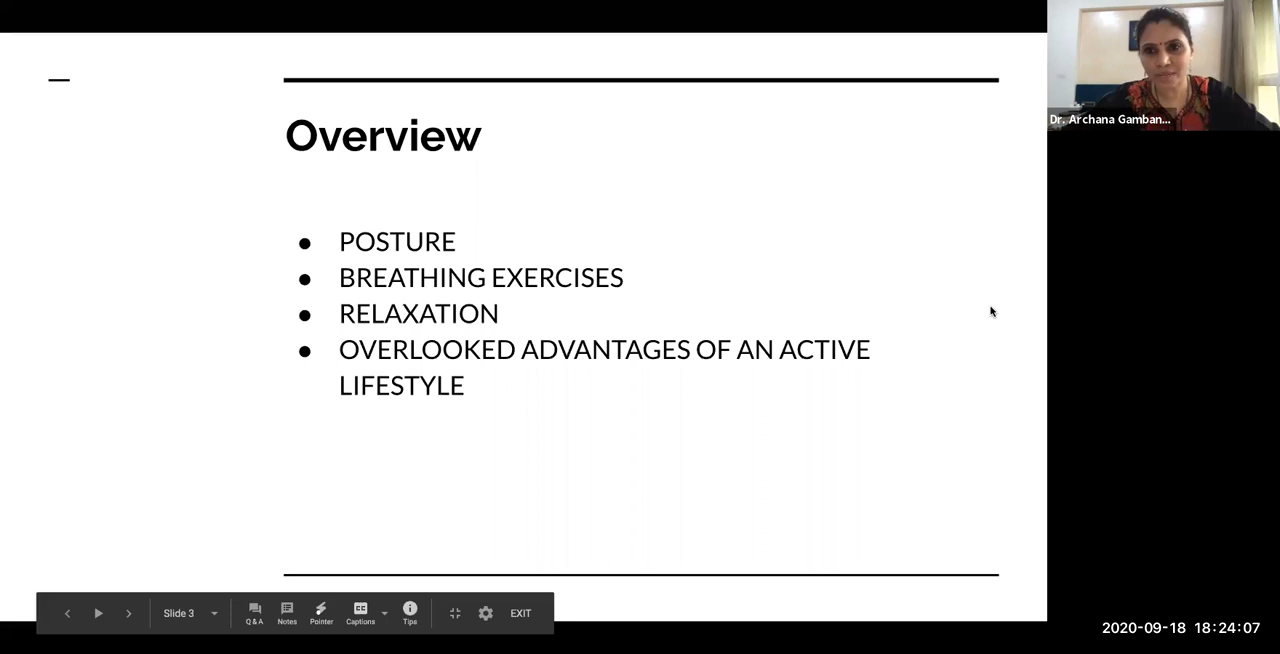 Overview
● POSTURE
● BREATHING EXERCISES
● RELAXATION
● OVERLOOKED ADVANTAGES OF AN ACTIVE
LIFESTYLE
Dr. Archana Gamban...
Slide 3
Q & A
Notes
Pointer
CC
Captions
Tips
EXIT
2020-09-18 18:24:07